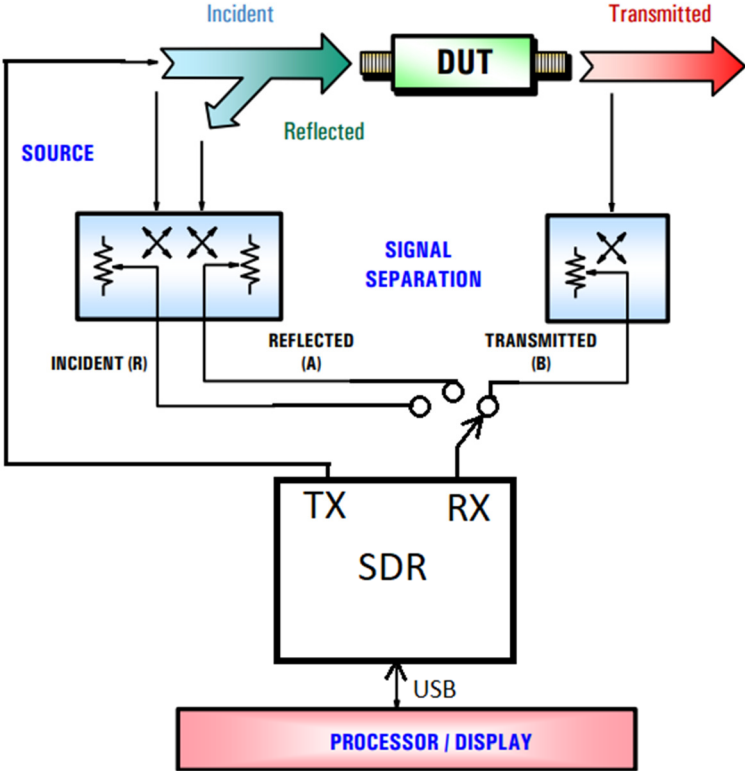 Incident
Transmitted
DUT
Reflected
SOURCE
SIGNAL
SEPARATION
REFLECTED
(A)
TRANSMITTED
(B)
INCIDENT (R)
TX
RX
SDR
USB
PROCESSOR / DISPLAY